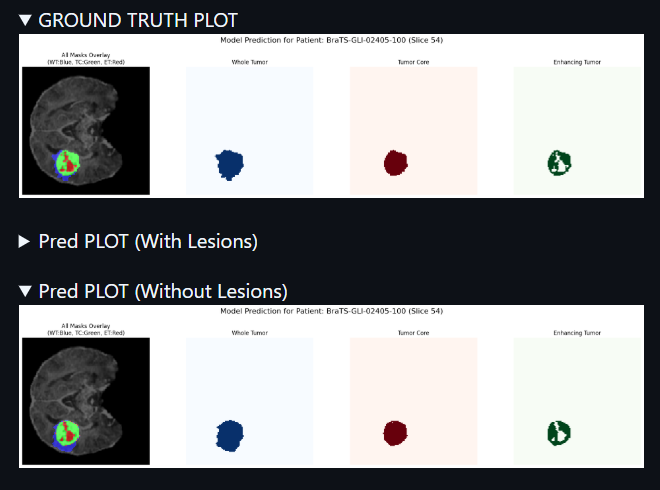 ▼ GROUND TRUTH PLOT
Model Prediction for Patient: BraTS-GLI-02405-100 (Slice 54)
All Masks Overlay
(WT:Blue, TC:Green, ET:Red)
Whole Tumor
Tumor Core
Enhancing Tumor
▶ Pred PLOT (With Lesions)
▼ Pred PLOT (Without Lesions)
Model Prediction for Patient: BraTS-GLI-02405-100 (Slice 54)
All Masks Overlay
(WT:Blue, TC:Green, ET:Red)
Whole Tumor
Tumor Core
Enhancing Tumor